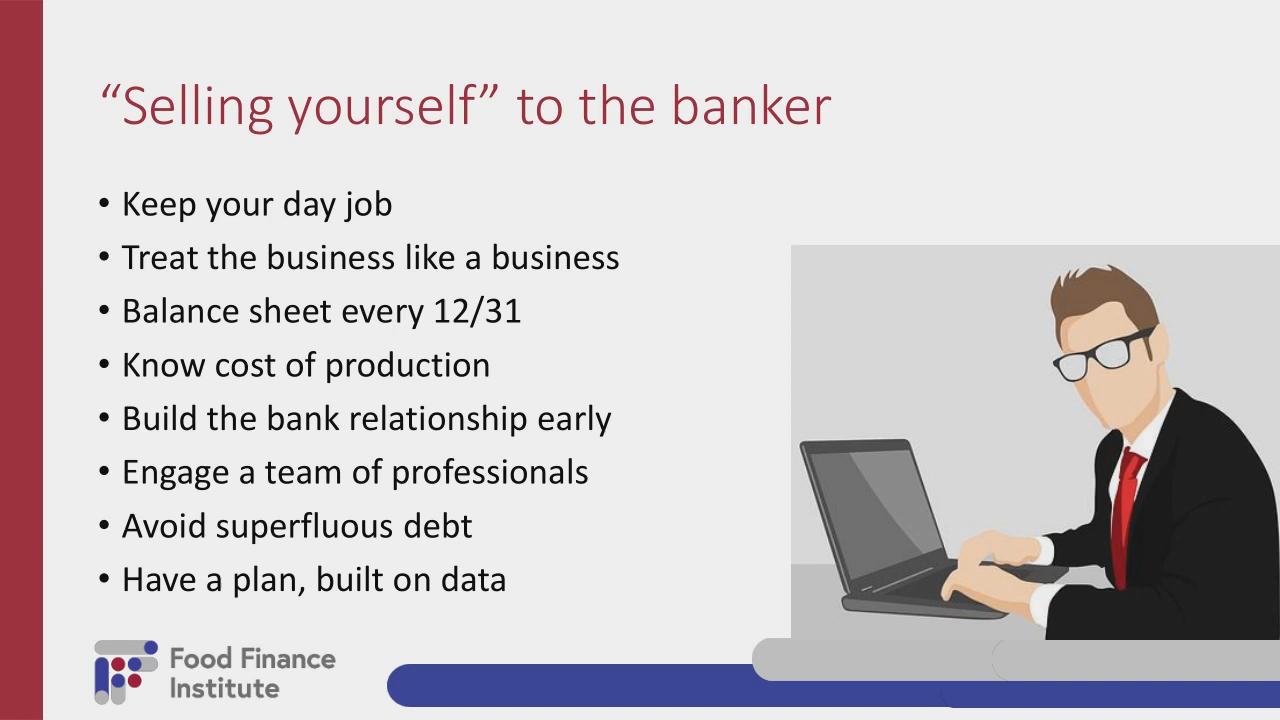 “Selling yourself” to the banker
• Keep your day job
• Treat the business like a business
• Balance sheet every 12/31
• Know cost of production
• Build the bank relationship early
• Engage a team of professionals
• Avoid superfluous debt
• Have a plan, built on data
Food Finance
Institute